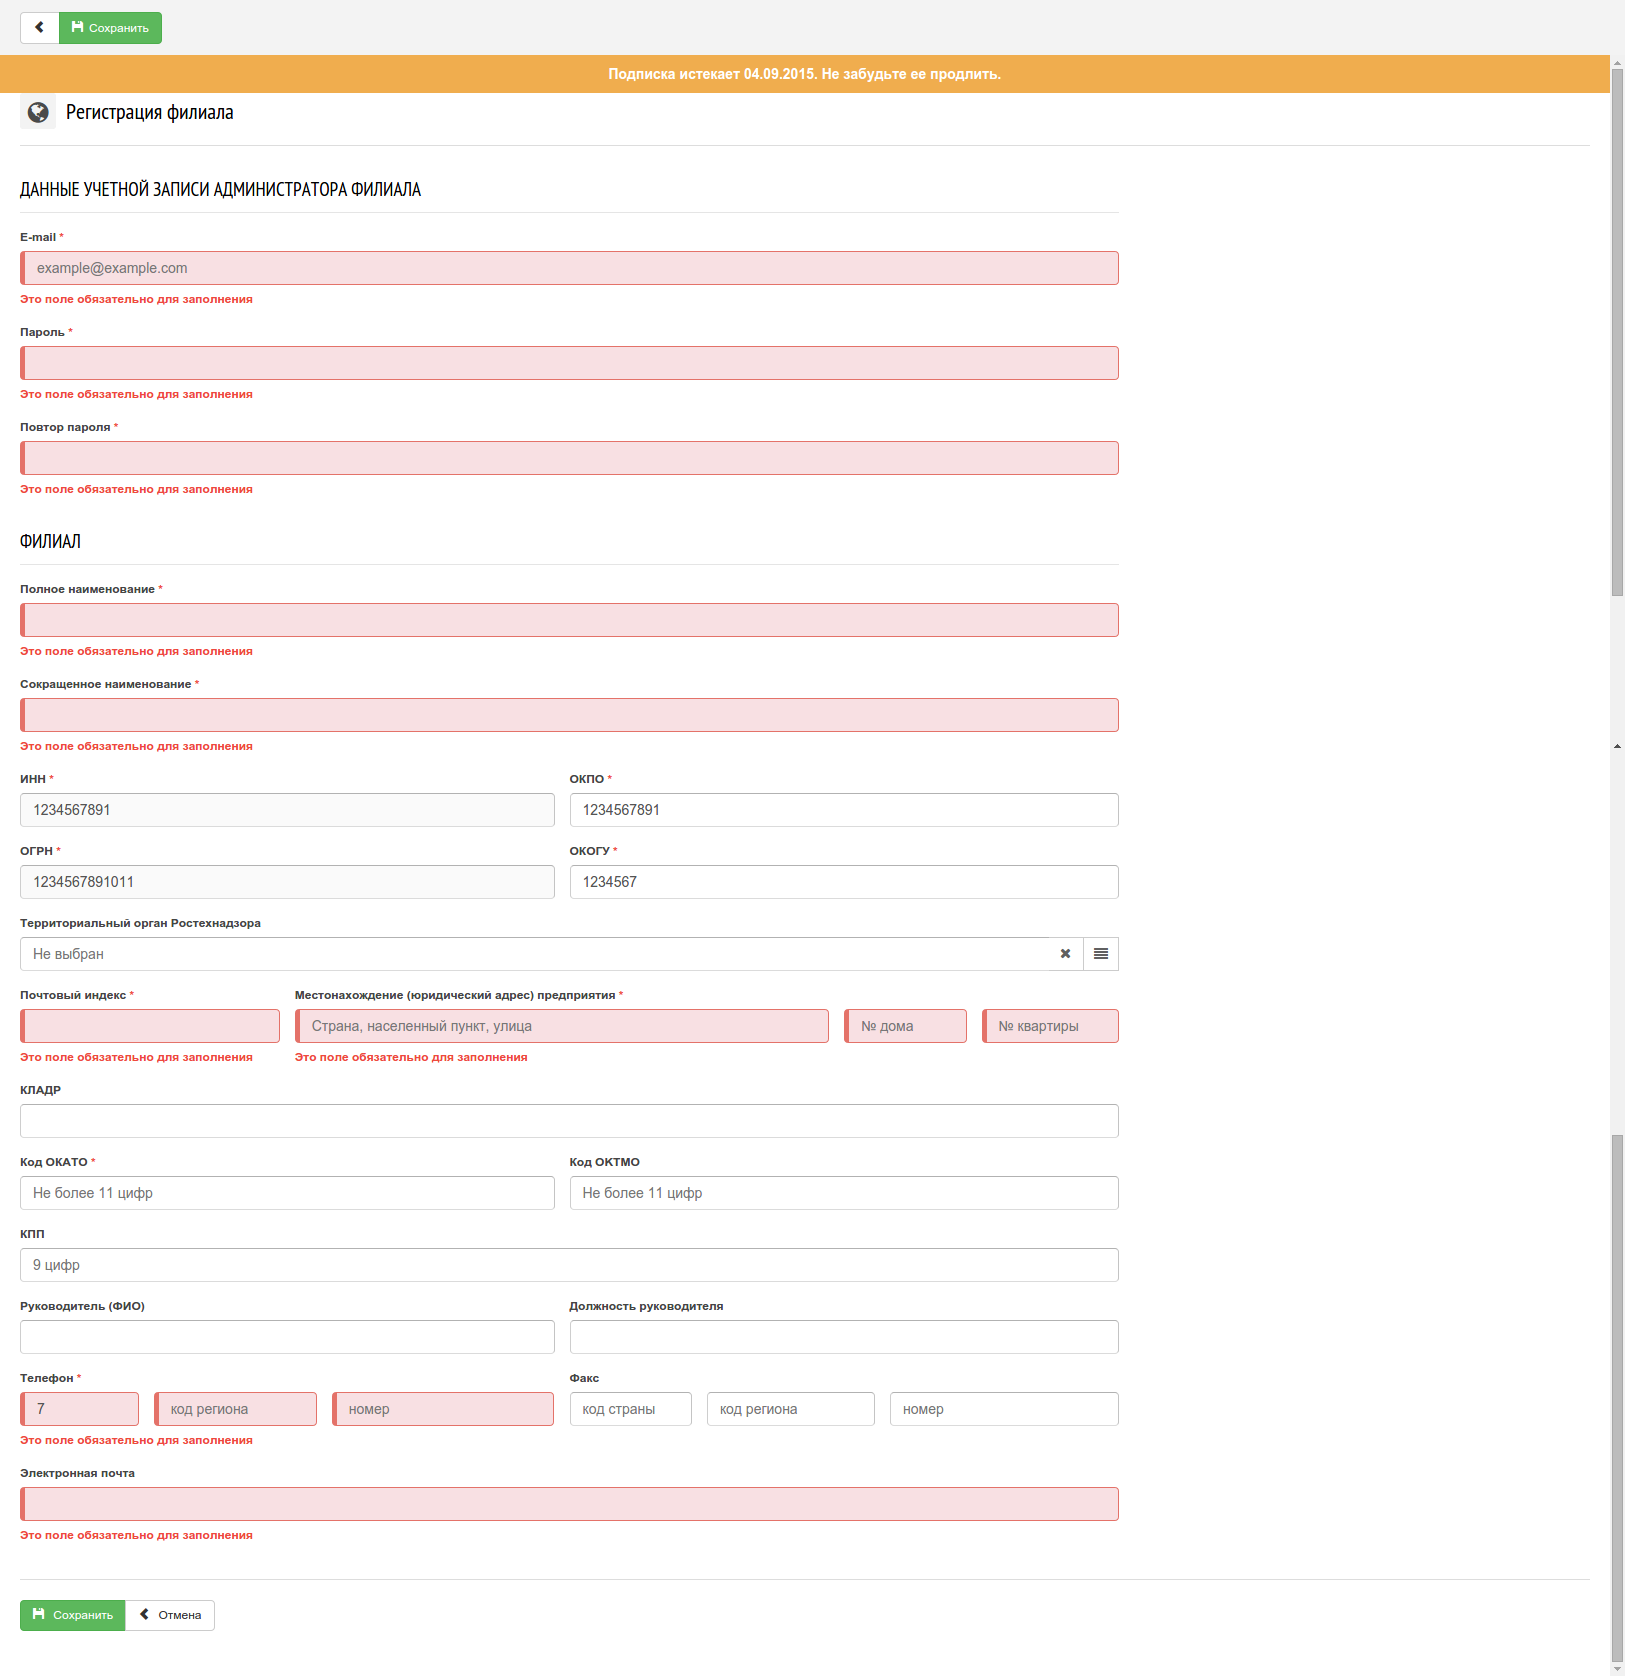 Сохранить
Подписка истекает 04.09.2015. Не забудьте ее продлить.
Регистрация филиала
ДАННЫЕ УЧЕТНОЙ ЗАПИСИ АДМИНИСТРАТОРА ФИЛИАЛА
E-mail *
example@example.com
Это поле обязательно для заполнения
Пароль *
Это поле обязательно для заполнения
Повтор пароля *
Это поле обязательно для заполнения
ФИЛИАЛ
Полное наименование *
Это поле обязательно для заполнения
Сокращенное наименование *
Это поле обязательно для заполнения
ИНН * ОКПО *
1234567891 1234567891
ОГРН * ОКОГУ *
1234567891011 1234567
Территориальный орган Ростехнадзора
Не выбран
Почтовый индекс * Местонахождение (юридический адрес) предприятия *
Страна, населенный пункт, улица № дома № квартиры
Это поле обязательно для заполнения Это поле обязательно для заполнения
КЛАДР
Код ОКАТО * Код ОКТМО
Не более 11 цифр Не более 11 цифр
КПП
9 цифр
Руководитель (ФИО) Должность руководителя
Телефон * Факс
7 код региона номер код страны код региона номер
Это поле обязательно для заполнения
Электронная почта
Это поле обязательно для заполнения
Сохранить Отмена